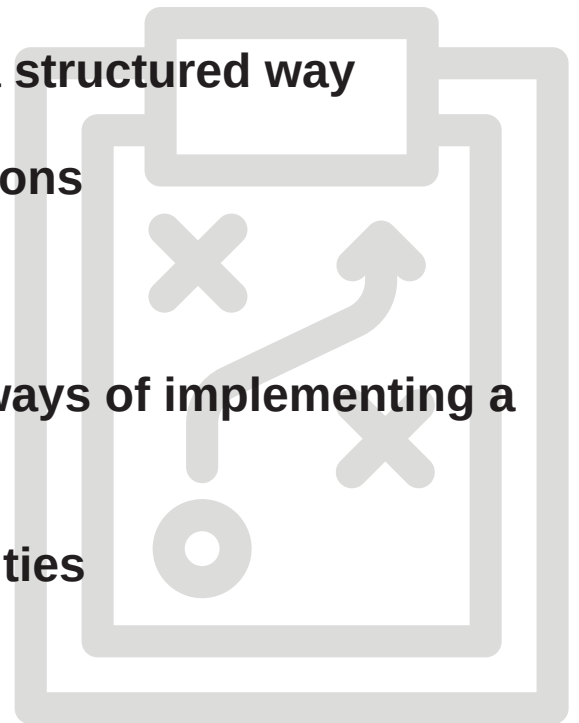 structured way
ons
ways of implementing a
ties